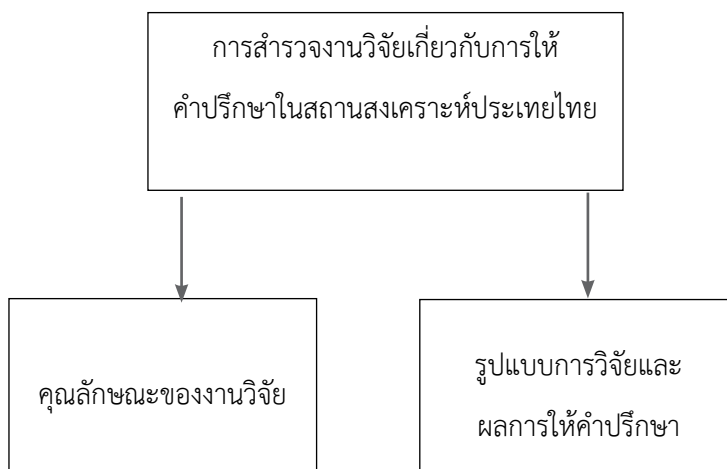 การสำรวจงานวิจัยเกี่ยวกับการให้
คำปรึกษาในสถานสงเคราะห์ประเทยไทย
คุณลักษณะของงานวิจัย
รูปแบบการวิจัยและ
ผลการให้คำปรึกษา